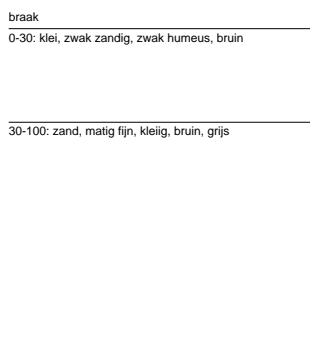 braak
0-30: klei, zwak zandig, zwak humeus, bruin
30-100: zand, matig fijn, kleiig, bruin, grijs